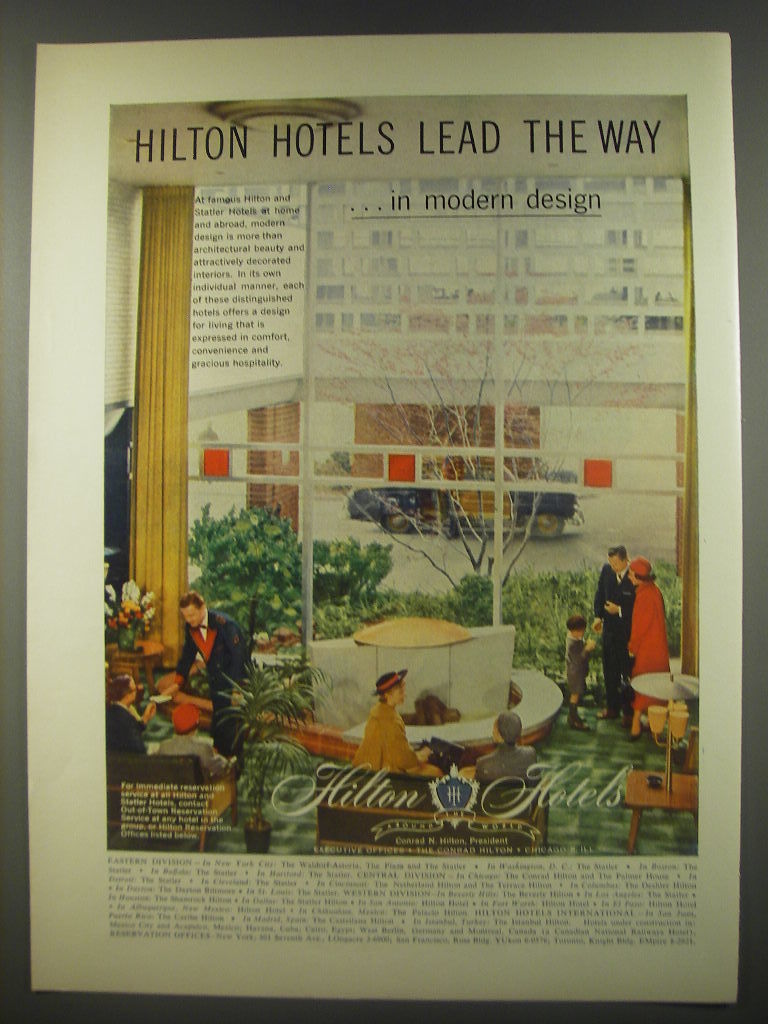 HILTON HOTELS LEAD THE WAY
. . . in modern design
At famous Hilton and
Statler Hotels at home
and abroad, modern
design is more than
architectural beauty and
attractively decorated
interiors. In its own
individual manner, each
of these distinguished
hotels offers a design
for living that is
expressed in comfort,
convenience and
gracious hospitality.
For immediate reservation
service at all Hilton and
Statler Hotels, contact
Out-of-Town Reservation
Service at any hotel in the
group, or Hilton Reservation
Offices listed below.
Hilton Hotels
AROUND THE WORLD
Conrad N. Hilton, President
EXECUTIVE OFFICES • THE CONRAD HILTON • CHICAGO 5, ILL.
EASTERN DIVISION—In New York City: The Waldorf-Astoria, The Plaza and The Statler • In Washington, D. C.: The Statler • In Boston: The
Statler • In Buffalo: The Statler • In Hartford: The Statler. CENTRAL DIVISION—In Chicago: The Conrad Hilton and The Palmer House • In
Detroit: The Statler • In Cleveland: The Statler • In Cincinnati: The Netherland Hilton and The Terrace Hilton • In Columbus: The Deshler Hilton
• In Dayton: The Dayton Biltmore • In St. Louis: The Statler. WESTERN DIVISION—In Beverly Hills: The Beverly Hilton • In Los Angeles: The Statler •
In Houston: The Shamrock Hilton • In Dallas: The Statler Hilton • In San Antonio: Hilton Hotel • In Fort Worth: Hilton Hotel • In El Paso: Hilton Hotel
• In Albuquerque, New Mexico: Hilton Hotel • In Chihuahua, Mexico: The Palacio Hilton. HILTON HOTELS INTERNATIONAL—In San Juan,
Puerto Rico: The Caribe Hilton • In Madrid, Spain: The Castellana Hilton • In Istanbul, Turkey: The Istanbul Hilton. Hotels under construction in:
Mexico City and Acapulco, Mexico; Havana, Cuba; Cairo, Egypt; West Berlin, Germany and Montreal, Canada (a Canadian National Railways Hotel).
RESERVATION OFFICES—New York, 401 Seventh Ave., LOngacre 3-6900; San Francisco, Russ Bldg. YUkon 6-0576; Toronto, Knight Bldg. EMpire 8-2921.